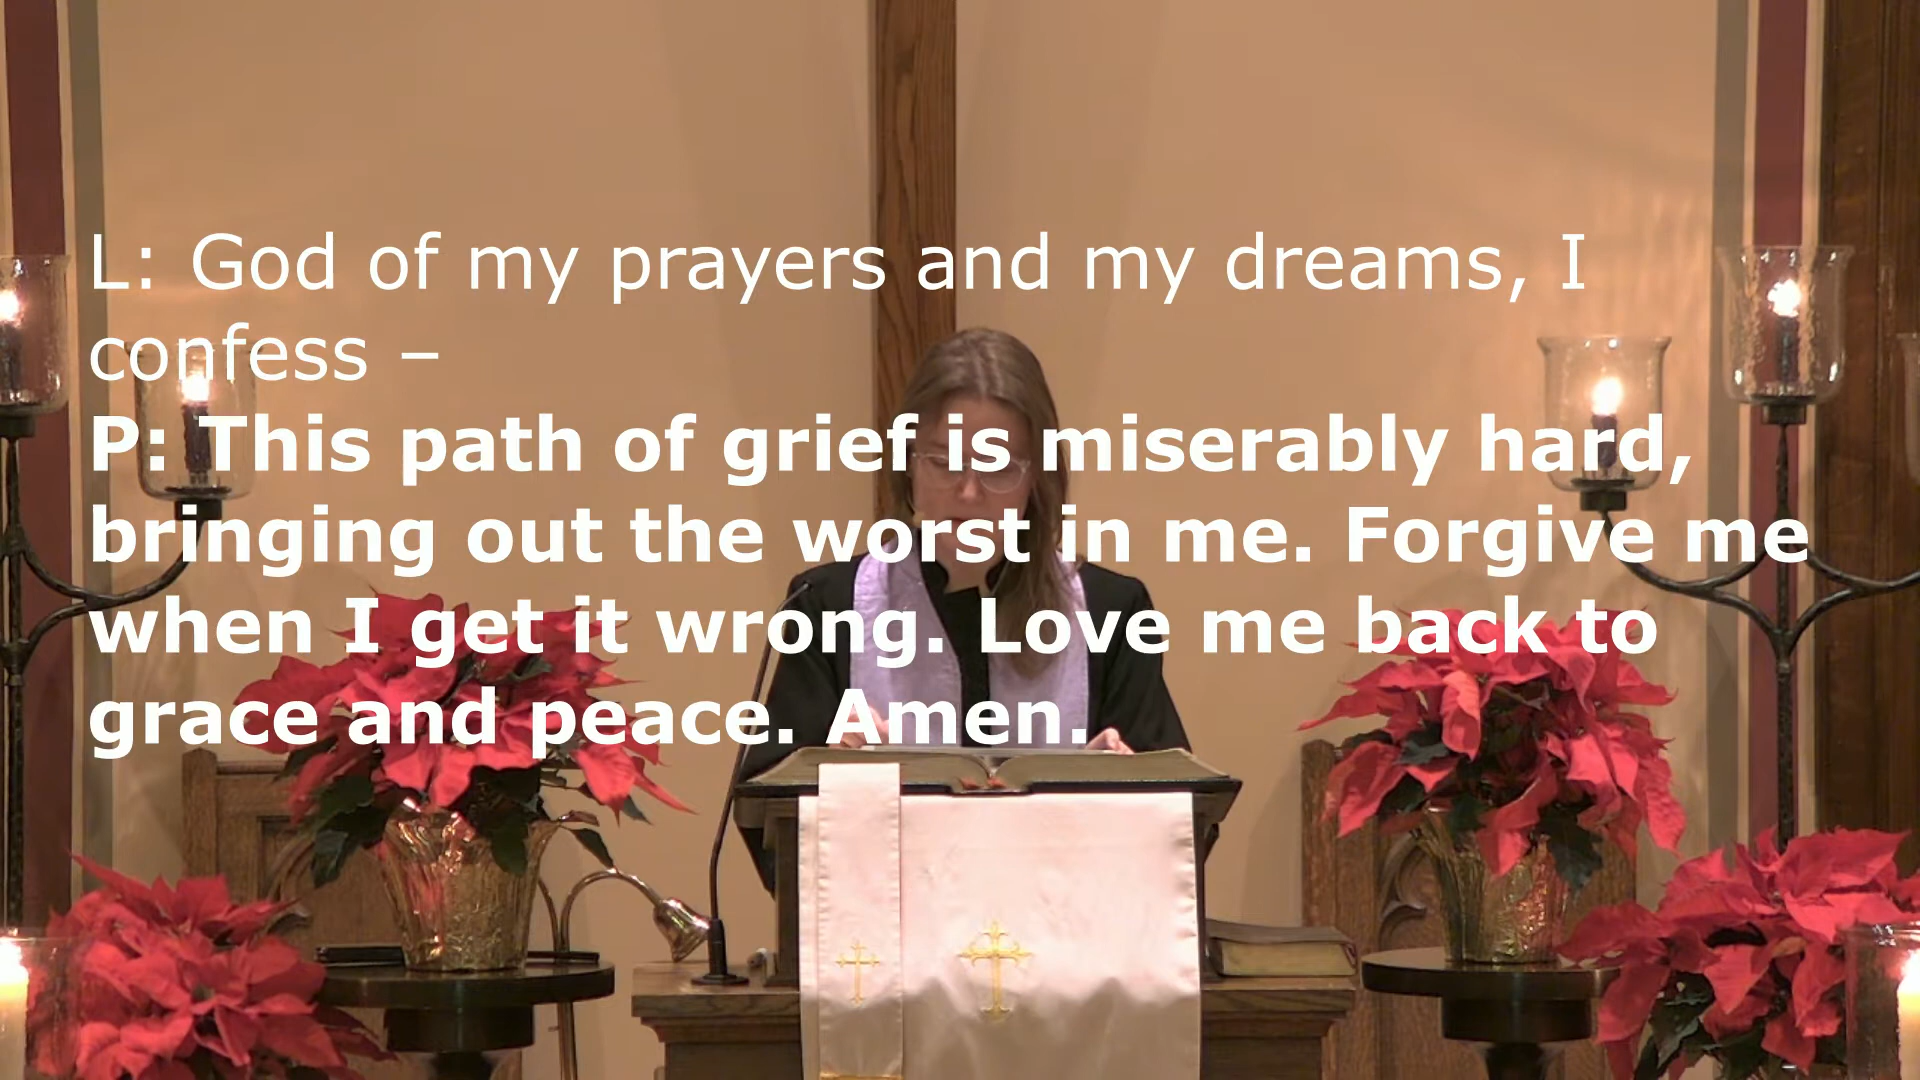 L: God of my prayers and my dreams, I
confess –
P: This path of grief is miserably hard,
bringing out the worst in me. Forgive me
when I get it wrong. Love me back to
grace and peace. Amen.